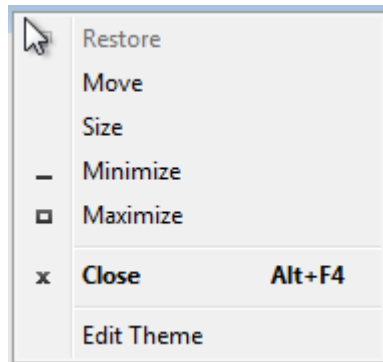 Restore
Move
Size
Minimize
Maximize
Close Alt+F4
Edit Theme